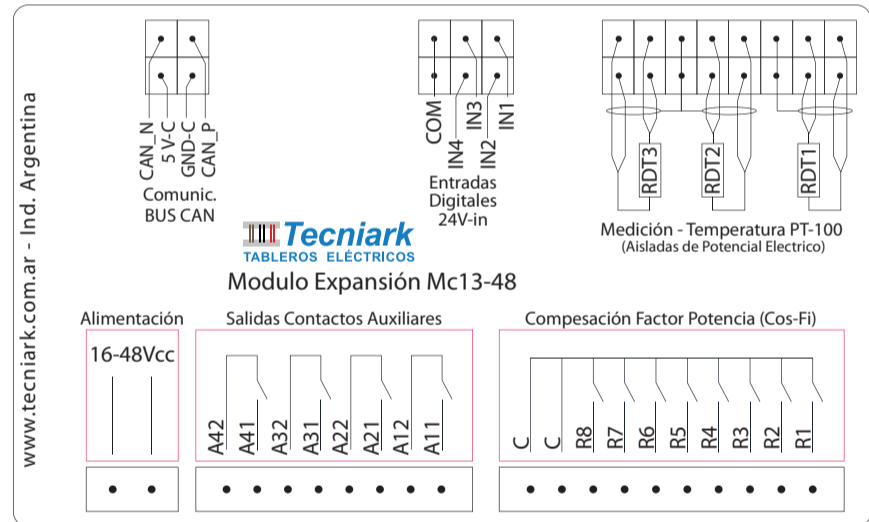 www.tecniark.com.ar - Ind. Argentina
CAN_N
5 V-C
GND-C
CAN_P
Comunic.
BUS CAN
COM
IN4
IN3
IN2
IN1
Entradas
Digitales
24V-in
RDT3
RDT2
RDT1
Medición - Temperatura PT-100
(Aisladas de Potencial Electrico)
Tecniark
TABLEROS ELÉCTRICOS
Modulo Expansión Mc13-48
Alimentación
16-48Vcc
Salidas Contactos Auxiliares
A42
A41
A32
A31
A22
A21
A12
A11
Compesación Factor Potencia (Cos-Fi)
C
C
R8
R7
R6
R5
R4
R3
R2
R1